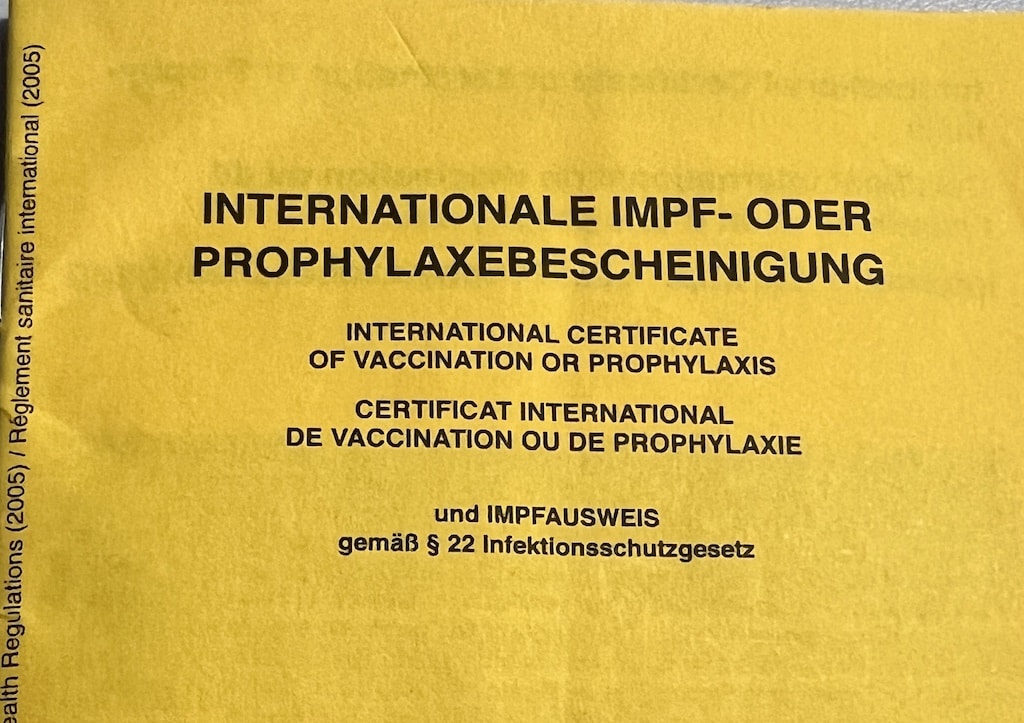 INTERNATIONALE IMPF- ODER
PROPHYLAXEBESCHEINIGUNG
INTERNATIONAL CERTIFICATE
OF VACCINATION OR PROPHYLAXIS
CERTIFICAT INTERNATIONAL
DE VACCINATION OU DE PROPHYLAXIE
und IMPFAUSWEIS
gemäß § 22 Infektionsschutzgesetz
ealth Regulations (2005) / Réglement sanitaire international (2005)